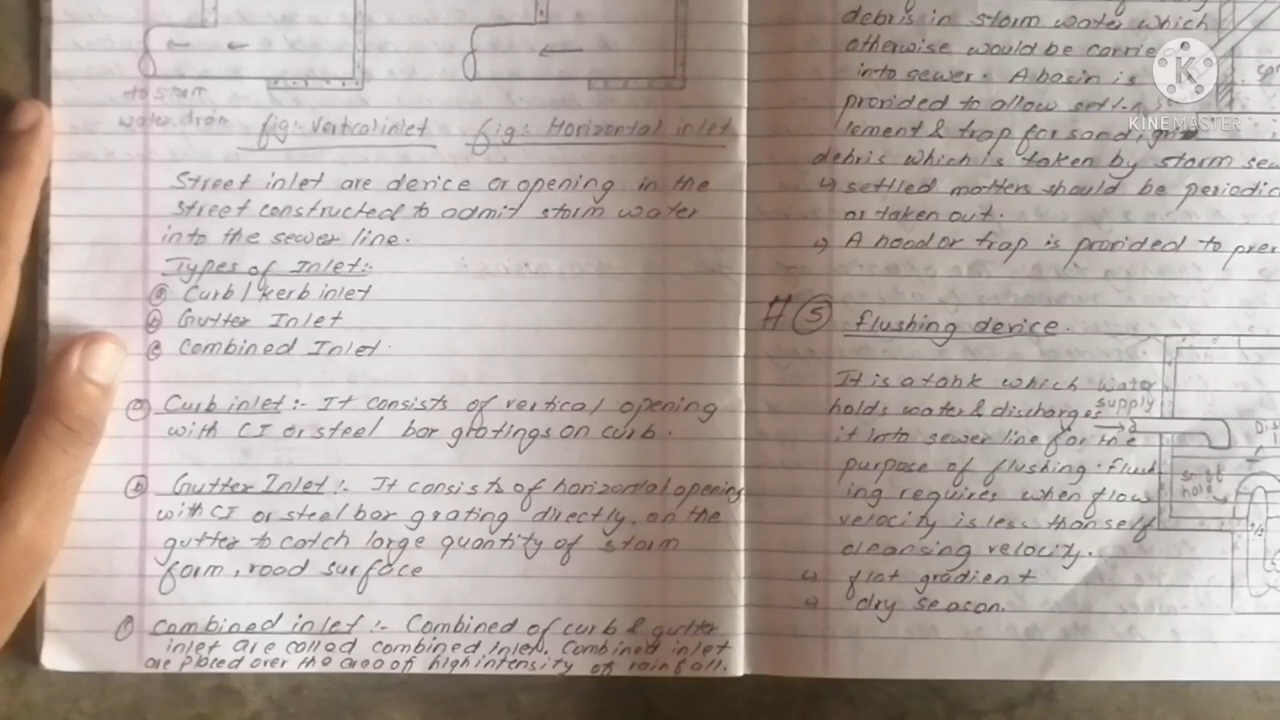 to storm
water drain
fig:- Vertical inlet
fig:- Horizontal inlet
Street inlet are device or opening in the
street constructed to admit storm water
into the sewer line.
Types of Inlet:-
(a) Curb / kerb inlet
(b) Gutter Inlet
(c) Combined Inlet.
(a) Curb inlet :- It consists of vertical opening
with CI or steel bar gratings on curb.
(b) Gutter Inlet :- It consists of horizontal opening
with CI or steel bar grating directly, on the
gutter to catch large quantity of storm
form, road surface
combined inlet :- Combined of curb & gutter
inlet are called combined inlet. Combined inlet
are placed over the area of high intensity of rainfall.
debris in storm water which
otherwise would be carrie
into sewer. A basin is
provided to allow settl-
lement & trap for sand,
debris which is taken by storm sew
↳ settled matters should be periodic
or taken out.
↳ A hood or trap is provided to prev
KINEMASTER
# (5) flushing device.
It is a tank which
holds water & discharges
it into sewer line for the
purpose of flushing. flush
ing requires when flow
velocity is less than self
cleansing velocity.
↳ flat gradient
↳ dry season.
water
supply
sniff
hole